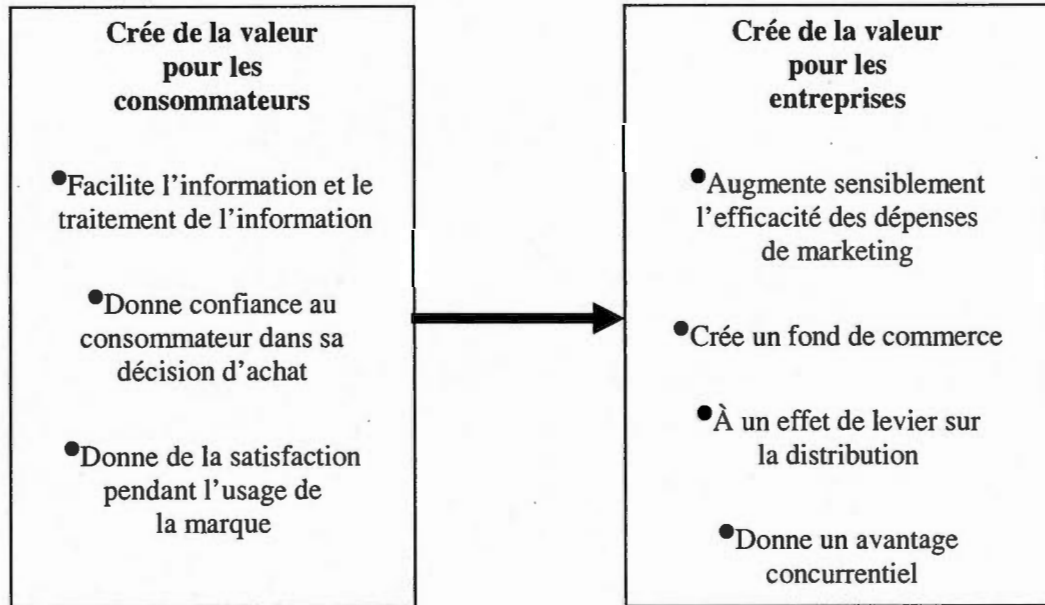 Crée de la valeur
pour les
consommateurs
●Facilite l'information et le
traitement de l'information
●Donne confiance au
consommateur dans sa
décision d'achat
●Donne de la satisfaction
pendant l'usage de
la marque
Crée de la valeur
pour les
entreprises
●Augmente sensiblement
l'efficacité des dépenses
de marketing
●Crée un fond de commerce
●À un effet de levier sur
la distribution
●Donne un avantage
concurrentiel